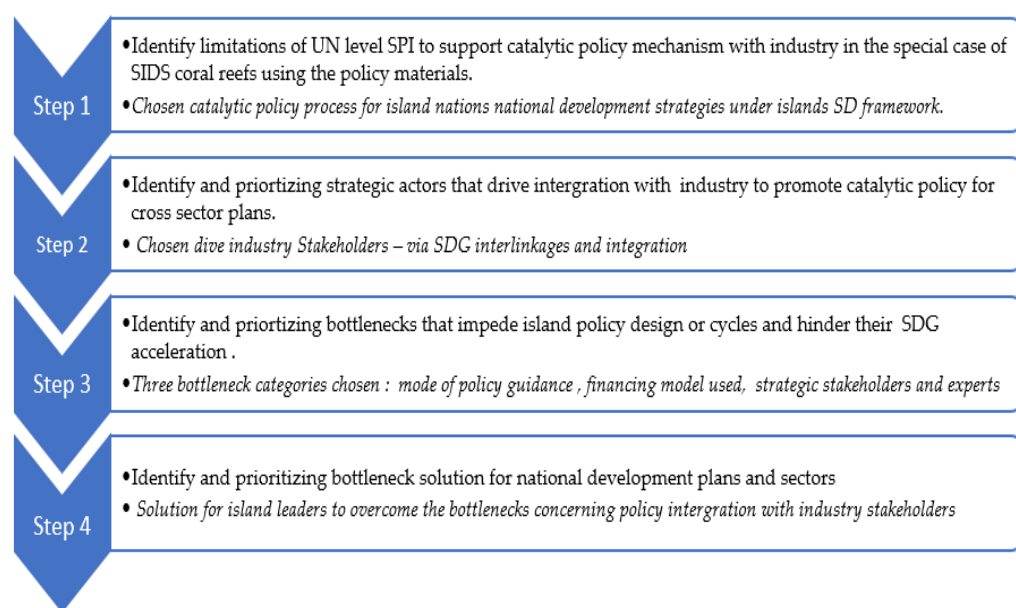 Step 1
•Identify limitations of UN level SPI to support catalytic policy mechanism with industry in the special case of
SIDS coral reefs using the policy materials.
•Chosen catalytic policy process for island nations national development strategies under islands SD framework.
Step 2
•Identify and priortizing strategic actors that drive intergration with industry to promote catalytic policy for
cross sector plans.
• Chosen dive industry Stakeholders – via SDG interlinkages and integration
Step 3
•Identify and priortizing bottlenecks that impede island policy design or cycles and hinder their SDG
acceleration .
•Three bottleneck categories chosen : mode of policy guidance , financing model used, strategic stakeholders and experts
Step 4
•Identify and prioritizing bottleneck solution for national development plans and sectors
• Solution for island leaders to overcome the bottlenecks concerning policy intergration with industry stakeholders